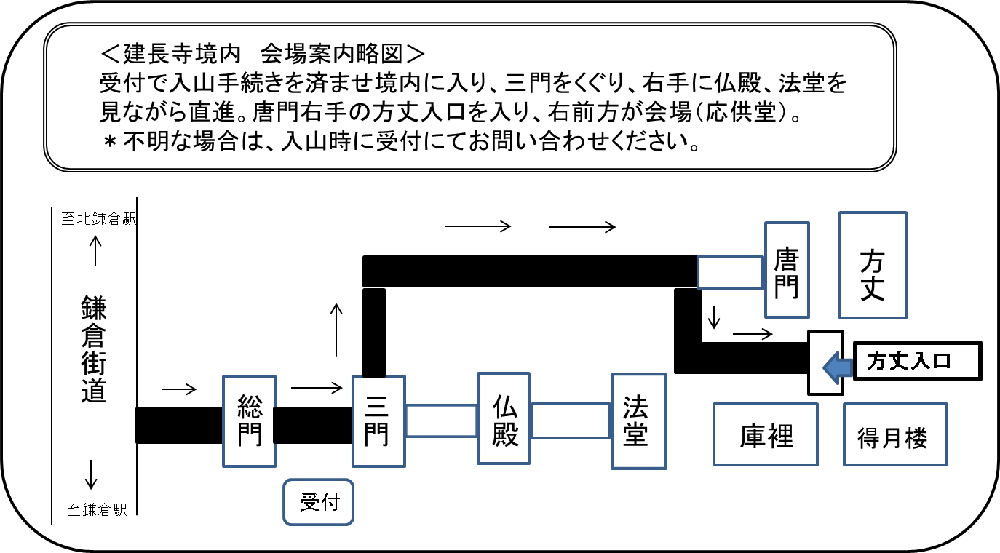 ＜建長寺境内　会場案内略図＞
受付で入山手続きを済ませ境内に入り、三門をくぐり、右手に仏殿、法堂を
見ながら直進。唐門右手の方丈入口を入り、右前方が会場（応供堂）。
＊不明な場合は、入山時に受付にてお問い合わせください。
至北鎌倉駅
鎌倉街道
至鎌倉駅
総門
受付
三門
仏殿
法堂
唐門
方丈
方丈入口
庫裡
得月楼